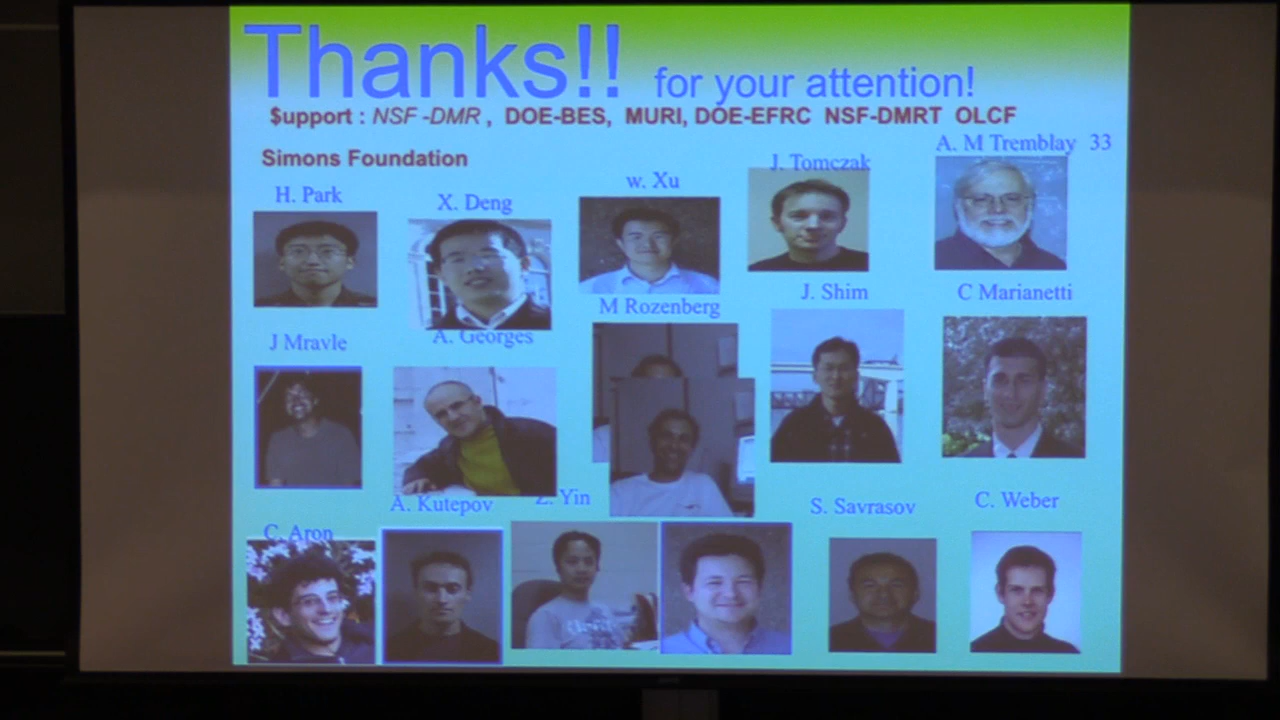 Thanks!! for your attention!
$upport : NSF -DMR , DOE-BES, MURI, DOE-EFRC NSF-DMRT OLCF
Simons Foundation
A. M Tremblay 33
J. Tomczak
w. Xu
H. Park
X. Deng
M Rozenberg
J. Shim
C Marianetti
J Mravle
A. Georges
A. Kutepov
Z. Yin
S. Savrasov
C. Weber
C. Aron